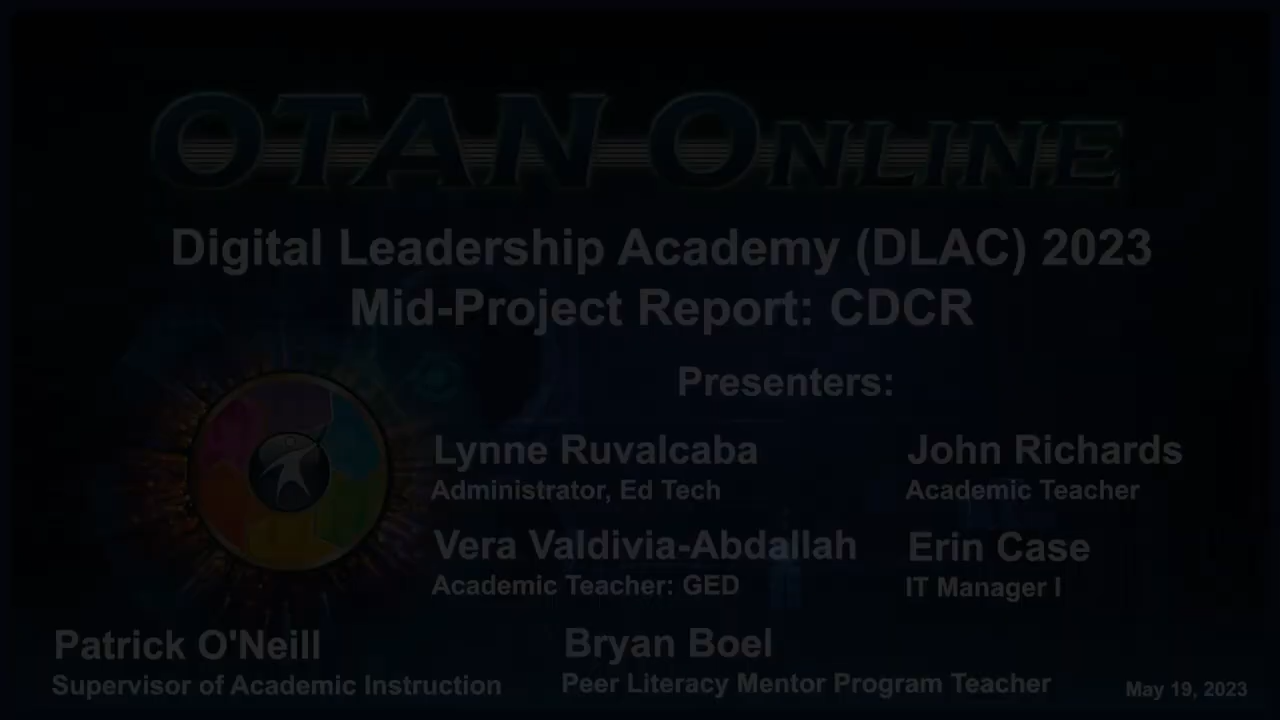 OTAN ONLINE
Digital Leadership Academy (DLAC) 2023
Mid-Project Report: CDCR
Presenters:
Lynne Ruvalcaba
Administrator, Ed Tech
John Richards
Academic Teacher
Vera Valdivia-Abdallah
Academic Teacher: GED
Erin Case
IT Manager I
Patrick O'Neill
Supervisor of Academic Instruction
Bryan Boel
Peer Literacy Mentor Program Teacher
May 19, 2023